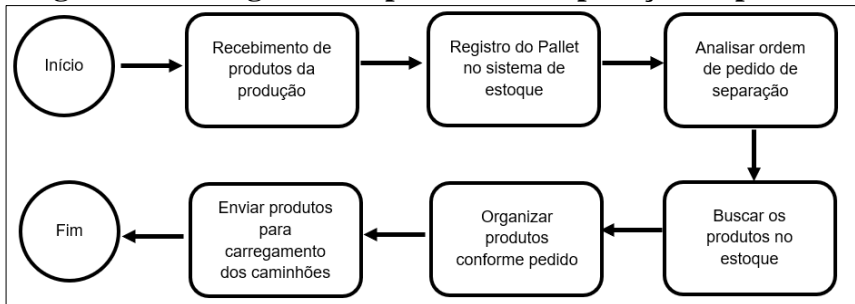 Início
Recebimento de
produtos da
produção
Registro do Pallet
no sistema de
estoque
Analisar ordem
de pedido de
separação
Buscar os
produtos no
estoque
Organizar
produtos
conforme pedido
Enviar produtos
para
carregamento
dos caminhões
Fim